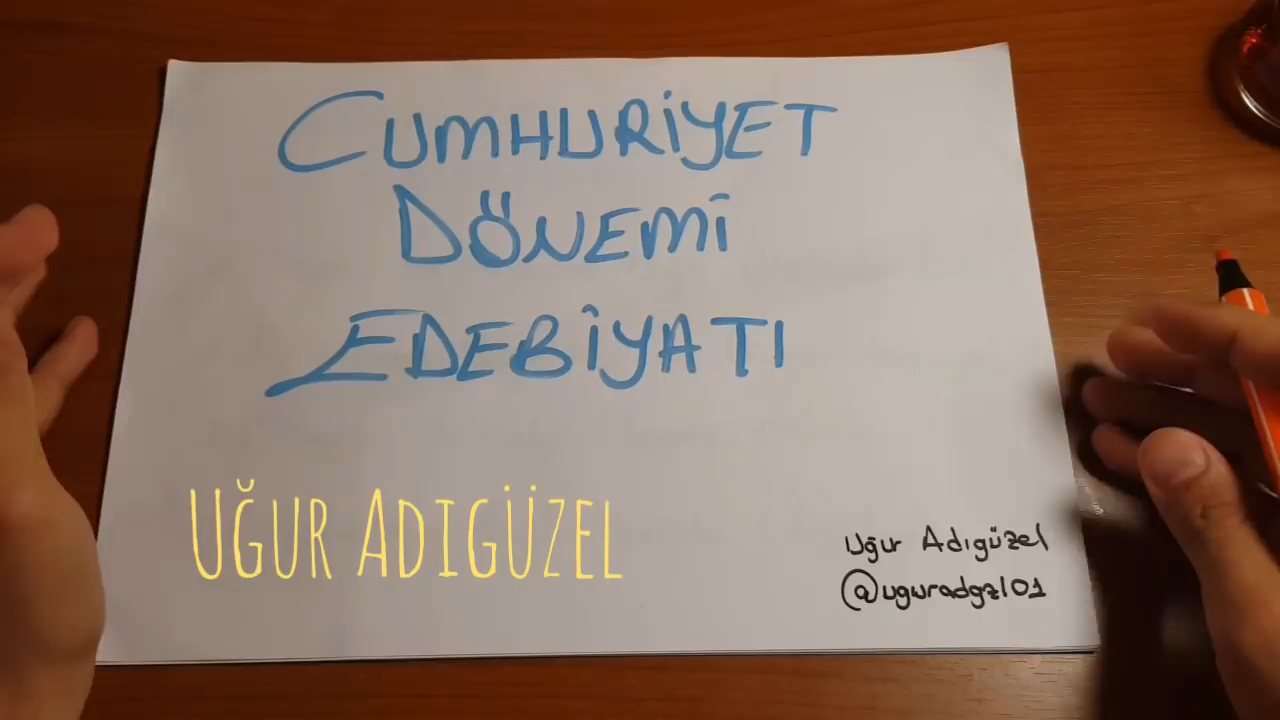 CUMHURİYET
DÖNEMİ
EDEBİYATI
UĞUR ADIGÜZEL
Uğur Adıgüzel
@uguradgzl01